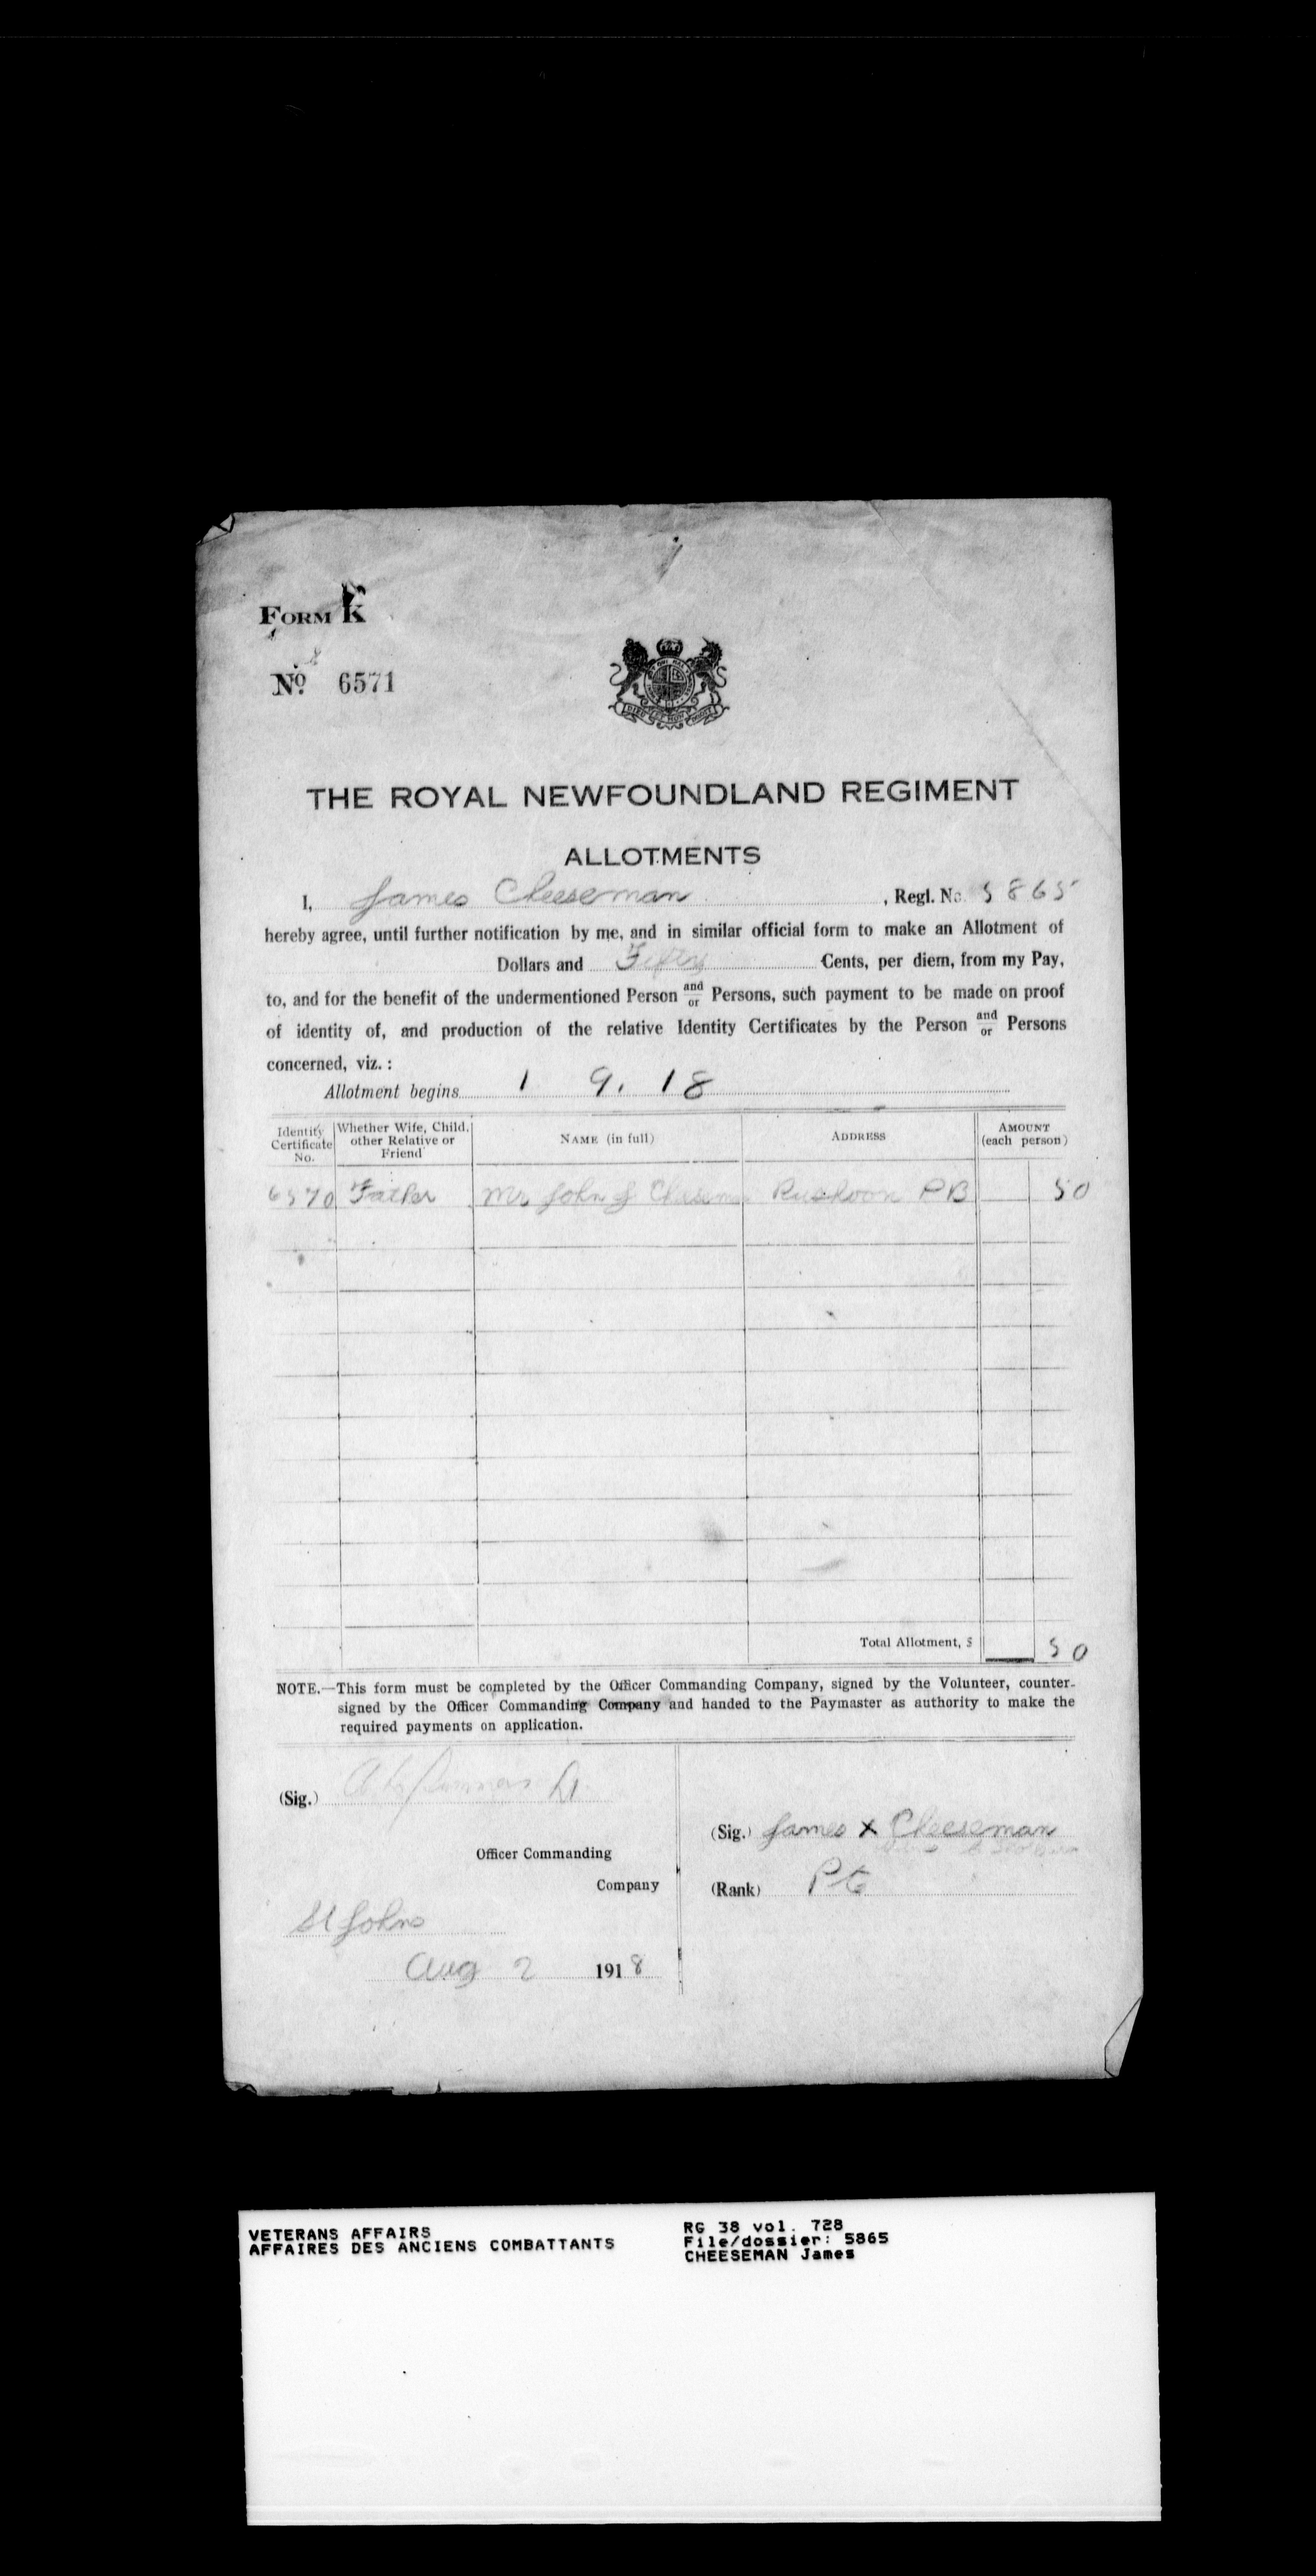 FORM K
No. 6571
THE ROYAL NEWFOUNDLAND REGIMENT
ALLOTMENTS
I, James Cheeseman, Regl. No. 5865
hereby agree, until further notification by me, and in similar official form to make an Allotment of
Dollars and Fifty Cents, per diem, from my Pay,
to, and for the benefit of the undermentioned Person and/or Persons, such payment to be made on proof
of identity of, and production of the relative Identity Certificates by the Person and/or Persons
concerned, viz. :
Allotment begins 1 9. 18
Identity Certificate No. Whether Wife, Child, other Relative or Friend NAME (in full) ADDRESS AMOUNT (each person)
6570 Father Mr John J Cheeseman Rushoon PB 50
Total Allotment, $ 50
NOTE.—This form must be completed by the Officer Commanding Company, signed by the Volunteer, counter-
signed by the Officer Commanding Company and handed to the Paymaster as authority to make the
required payments on application.
(Sig.)
(Sig.) James X Cheeseman
Officer Commanding
Company
(Rank) Pte
St Johns
Aug 2 1918
VETERANS AFFAIRS
AFFAIRES DES ANCIENS COMBATTANTS
RG 38 vol. 728
File/dossier: 5865
CHEESEMAN James